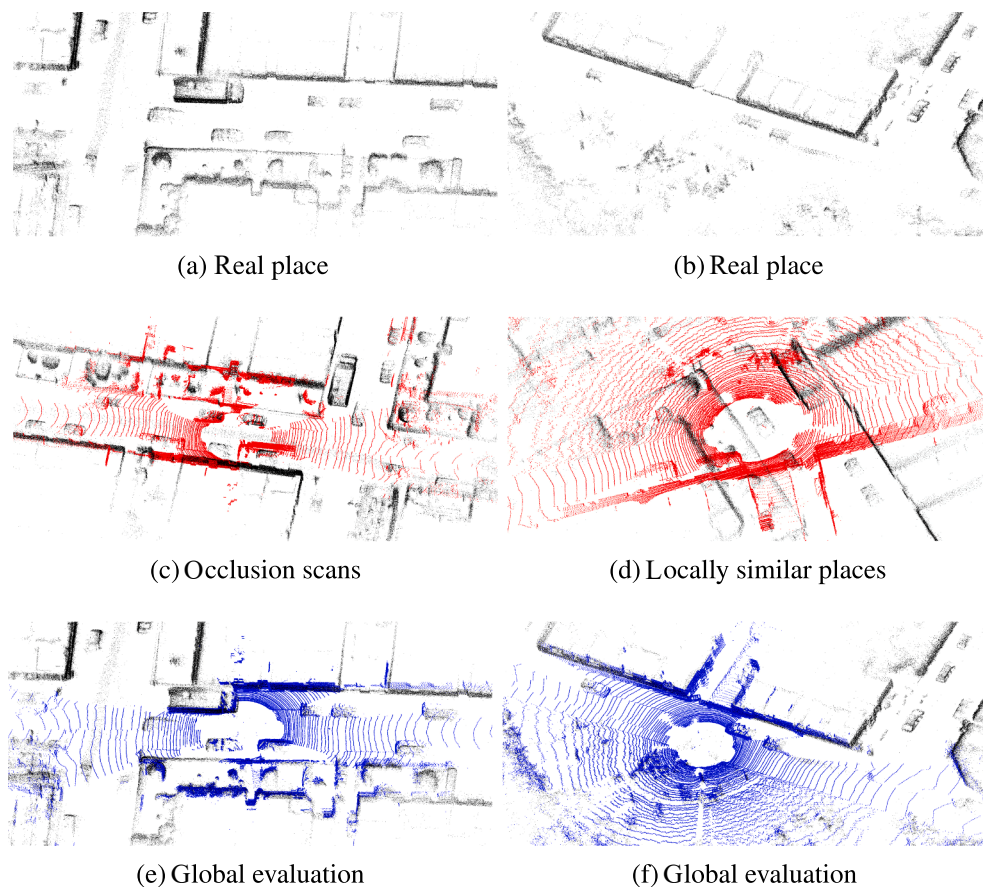 (a) Real place
(b) Real place
(c) Occlusion scans
(d) Locally similar places
(e) Global evaluation
(f) Global evaluation